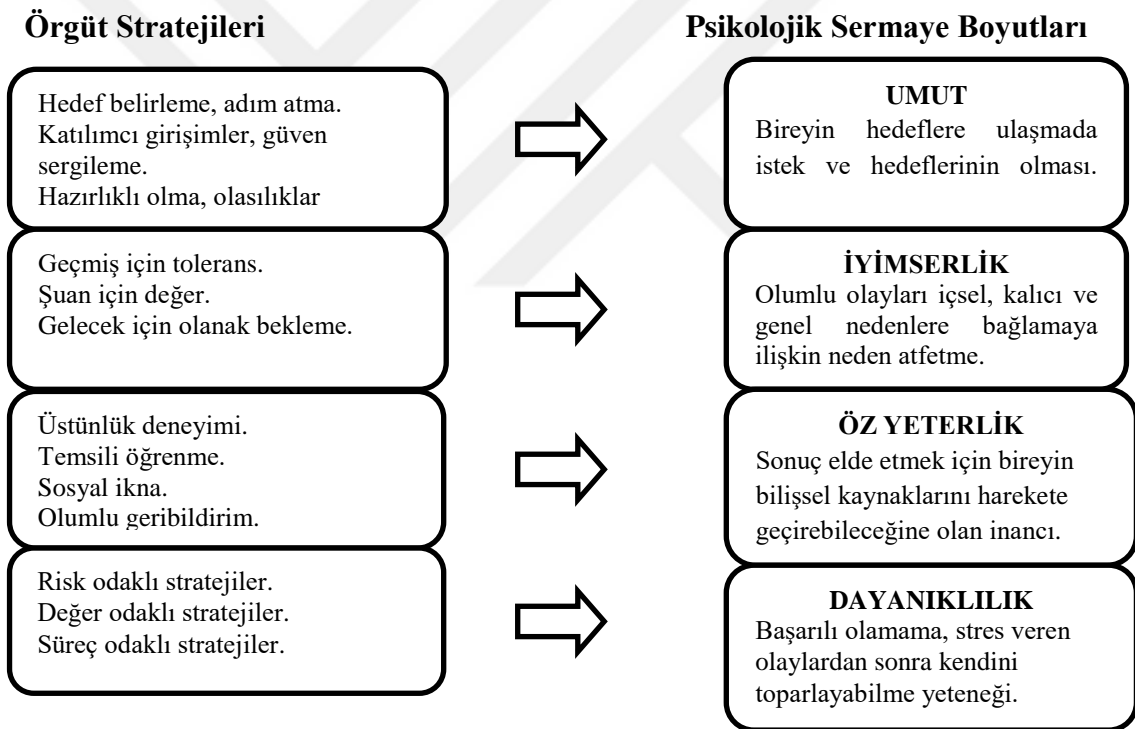 Örgüt Stratejileri
Psikolojik Sermaye Boyutları
Hedef belirleme, adım atma.
Katılımcı girişimler, güven
sergileme.
Hazırlıklı olma, olasılıklar
UMUT
Bireyin hedeflere ulaşmada
istek ve hedeflerinin olması.
Geçmiş için tolerans.
Şuan için değer.
Gelecek için olanak bekleme.
İYİMSERLİK
Olumlu olayları içsel, kalıcı ve
genel nedenlere bağlamaya
ilişkin neden atfetme.
Üstünlük deneyimi.
Temsili öğrenme.
Sosyal ikna.
Olumlu geribildirim.
ÖZ YETERLİK
Sonuç elde etmek için bireyin
bilişsel kaynaklarını harekete
geçirebileceğine olan inancı.
Risk odaklı stratejiler.
Değer odaklı stratejiler.
Süreç odaklı stratejiler.
DAYANIKLILIK
Başarılı olamama, stres veren
olaylardan sonra kendini
toparlayabilme yeteneği.